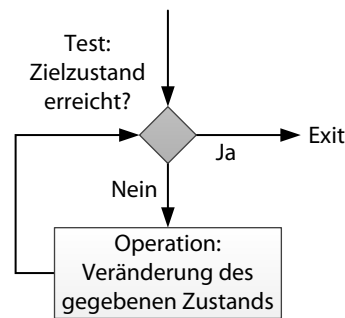 Test:
Zielzustand
erreicht?
Exit
Ja
Nein
Operation:
Veränderung des
gegebenen Zustands